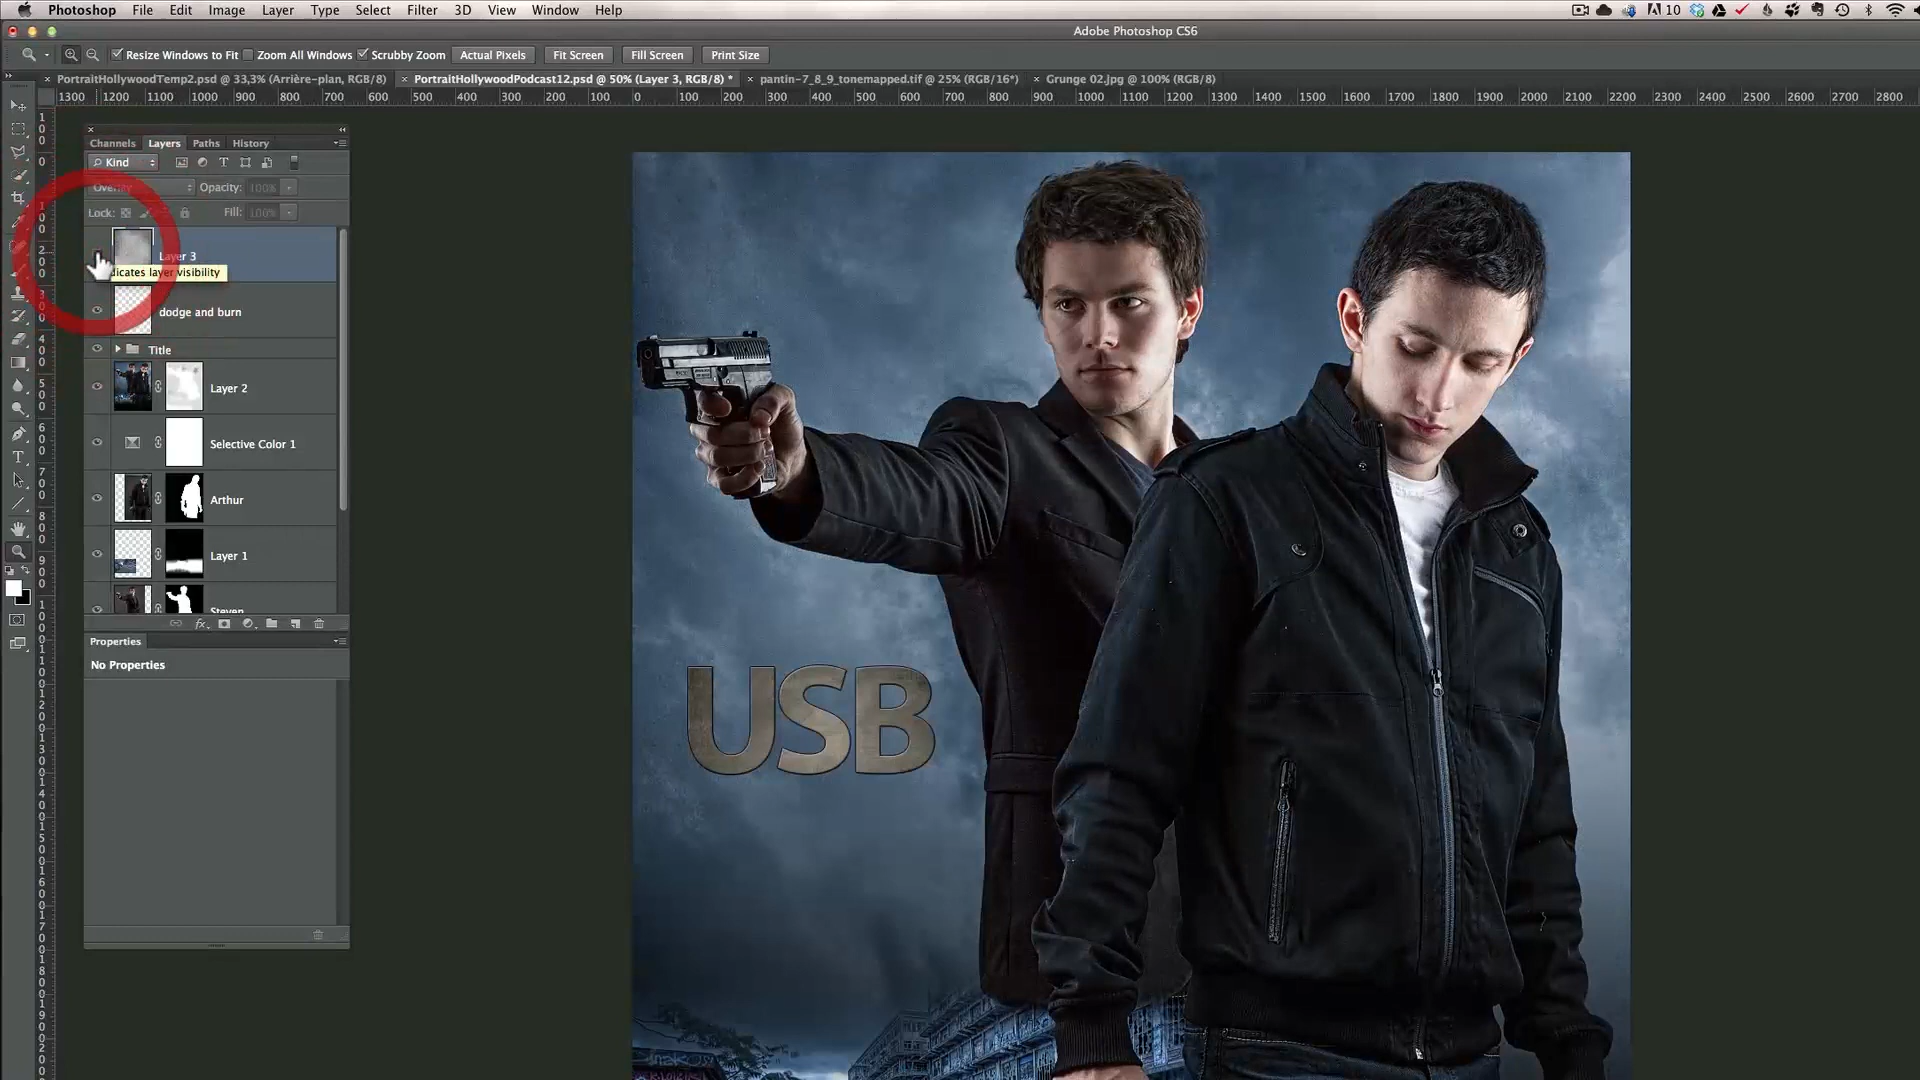 Photoshop File Edit Image Layer Type Select Filter 3D View Window Help
10
Adobe Photoshop CS6
Resize Windows to Fit Zoom All Windows Scrubby Zoom Actual Pixels Fit Screen Fill Screen Print Size
PortraitHollywoodTemp2.psd @ 33,3% (Arrière-plan, RGB/8) PortraitHollywoodPodcast12.psd @ 50% (Layer 3, RGB/8) * pantin-7_8_9_tonemapped.tif @ 25% (RGB/16*) Grunge 02.jpg @ 100% (RGB/8)
1300 1200 1100 1000 900 800 700 600 500 400 300 200 100 0 100 200 300 400 500 600 700 800 900 1000 1100 1200 1300 1400 1500 1600 1700 1800 1900 2000 2100 2200 2300 2400 2500 2600 2700 2800
Channels Layers Paths History
Kind
Overlay Opacity: 100%
Lock: Fill: 100%
Layer 3
dicates layer visibility
dodge and burn
Title
Layer 2
Selective Color 1
Arthur
Layer 1
Steven
Properties
No Properties
USB